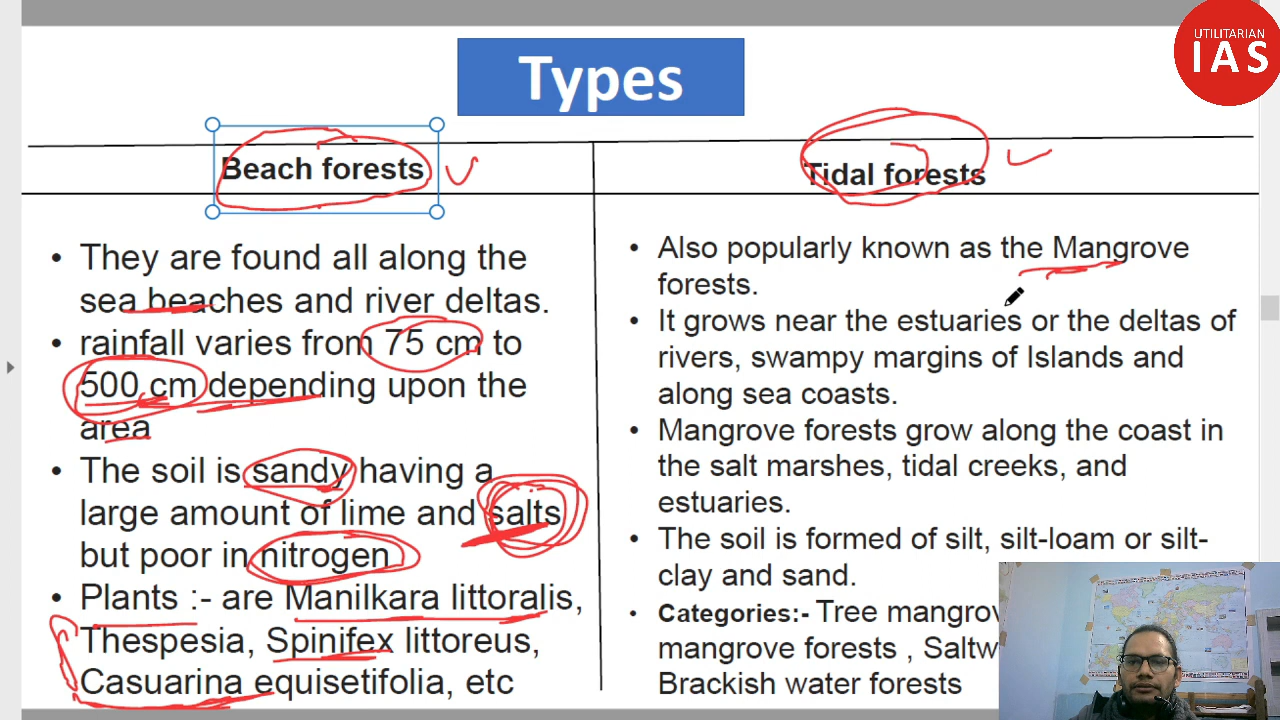 UTILITARIAN
IAS
Types
Beach forests
Tidal forests
• They are found all along the
sea beaches and river deltas.
rainfall varies from 75 cm to
500 cm depending upon the
area
• The soil is sandy having a
large amount of lime and salts
but poor in nitrogen
• Plants :- are Manilkara littoralis,
Thespesia, Spinifex littoreus,
Casuarina equisetifolia, etc
• Also popularly known as the Mangrove
forests.
• It grows near the estuaries or the deltas of
rivers, swampy margins of Islands and
along sea coasts.
• Mangrove forests grow along the coast in
the salt marshes, tidal creeks, and
estuaries.
• The soil is formed of silt, silt-loam or silt-
clay and sand.
• Categories:- Tree
mangrove forests ,
Brackish water forests